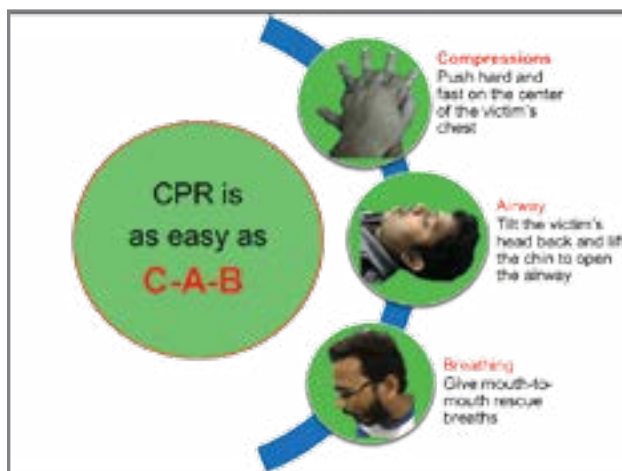 CPR is
as easy as
C-A-B
Compressions
Push hard and
fast on the center
of the victim's
chest
Airway
Tilt the victim's
head back and lift
the chin to open
the airway
Breathing
Give mouth-to-
mouth rescue
breaths